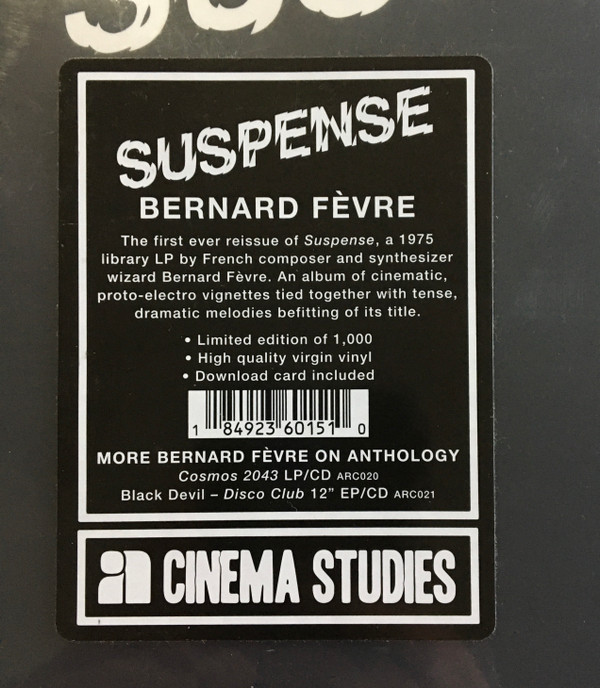 SUSPENSE
BERNARD FÈVRE
The first ever reissue of Suspense, a 1975
library LP by French composer and synthesizer
wizard Bernard Fèvre. An album of cinematic,
proto-electro vignettes tied together with tense,
dramatic melodies befitting of its title.
• Limited edition of 1,000
• High quality virgin vinyl
• Download card included
1 84923 60151 0
MORE BERNARD FÈVRE ON ANTHOLOGY
Cosmos 2043 LP/CD ARC020
Black Devil – Disco Club 12” EP/CD ARC021
a CINEMA STUDIES